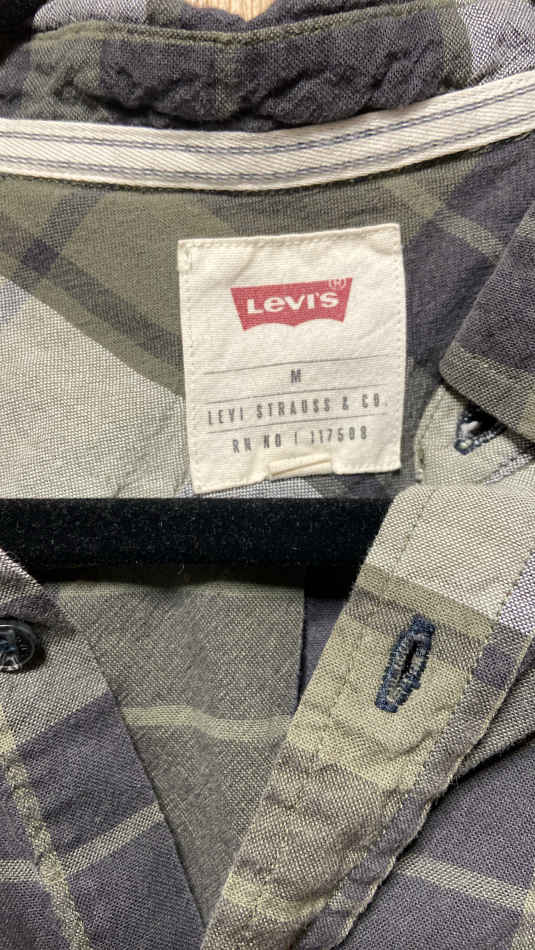 Levi's®
M
LEVI STRAUSS & CO.
RN NO | 117508